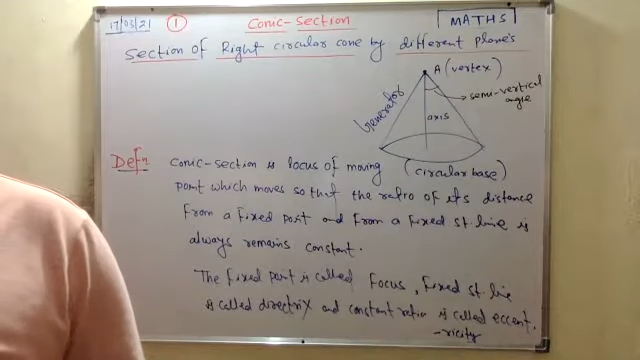 17/03/21 1 Conic-Section MATHS
Section of Right circular cone by different plane's
A (vertex)
semi-vertical
angle
Generator
axis
(circular base)
Defn Conic-section is locus of moving
point which moves so that the ratio of its distance
from a fixed point and from a fixed st. line is
always remains constant.
The fixed point is called Focus, Fixed st. line
is called directrix and constant ratio is called eccent.
-ricity